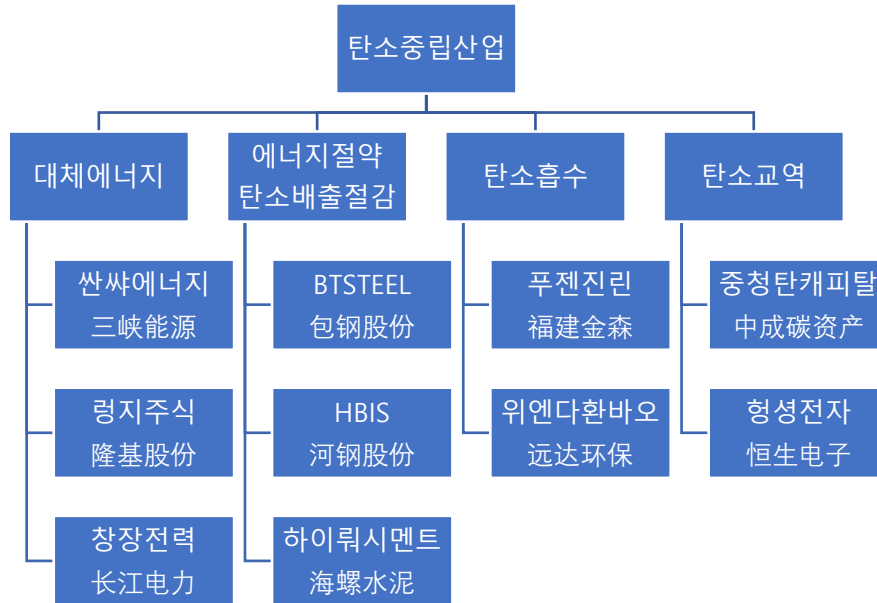 탄소중립산업
대체에너지
에너지절약
탄소배출절감
탄소흡수
탄소교역
싼샤에너지
三峡能源
BTSTEEL
包钢股份
푸젠진린
福建金森
중청탄캐피탈
中成碳资产
렁지주식
隆基股份
HBIS
河钢股份
위엔다환바오
远达环保
헝셩전자
恒生电子
창장전력
长江电力
하이뤄시멘트
海螺水泥